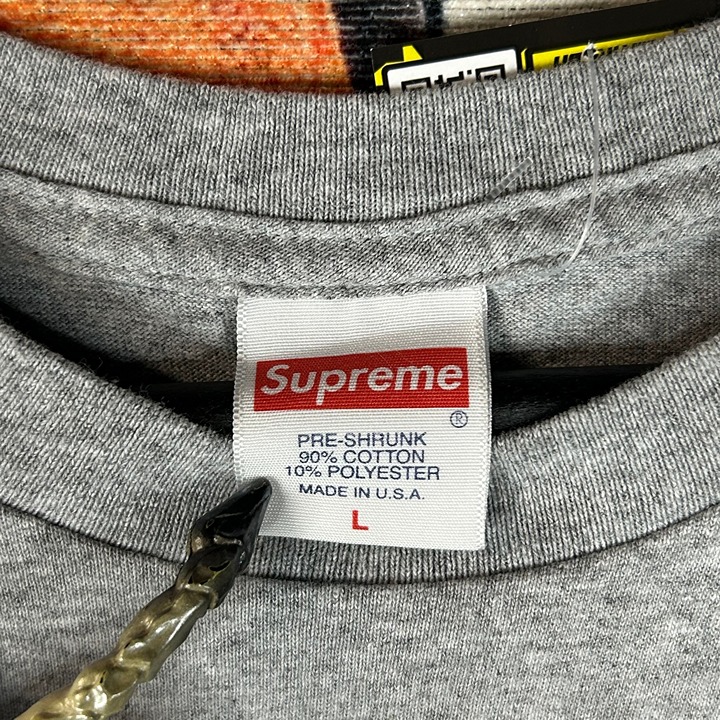 Supreme
®
PRE-SHRUNK
90% COTTON
10% POLYESTER
MADE IN U.S.A.
L